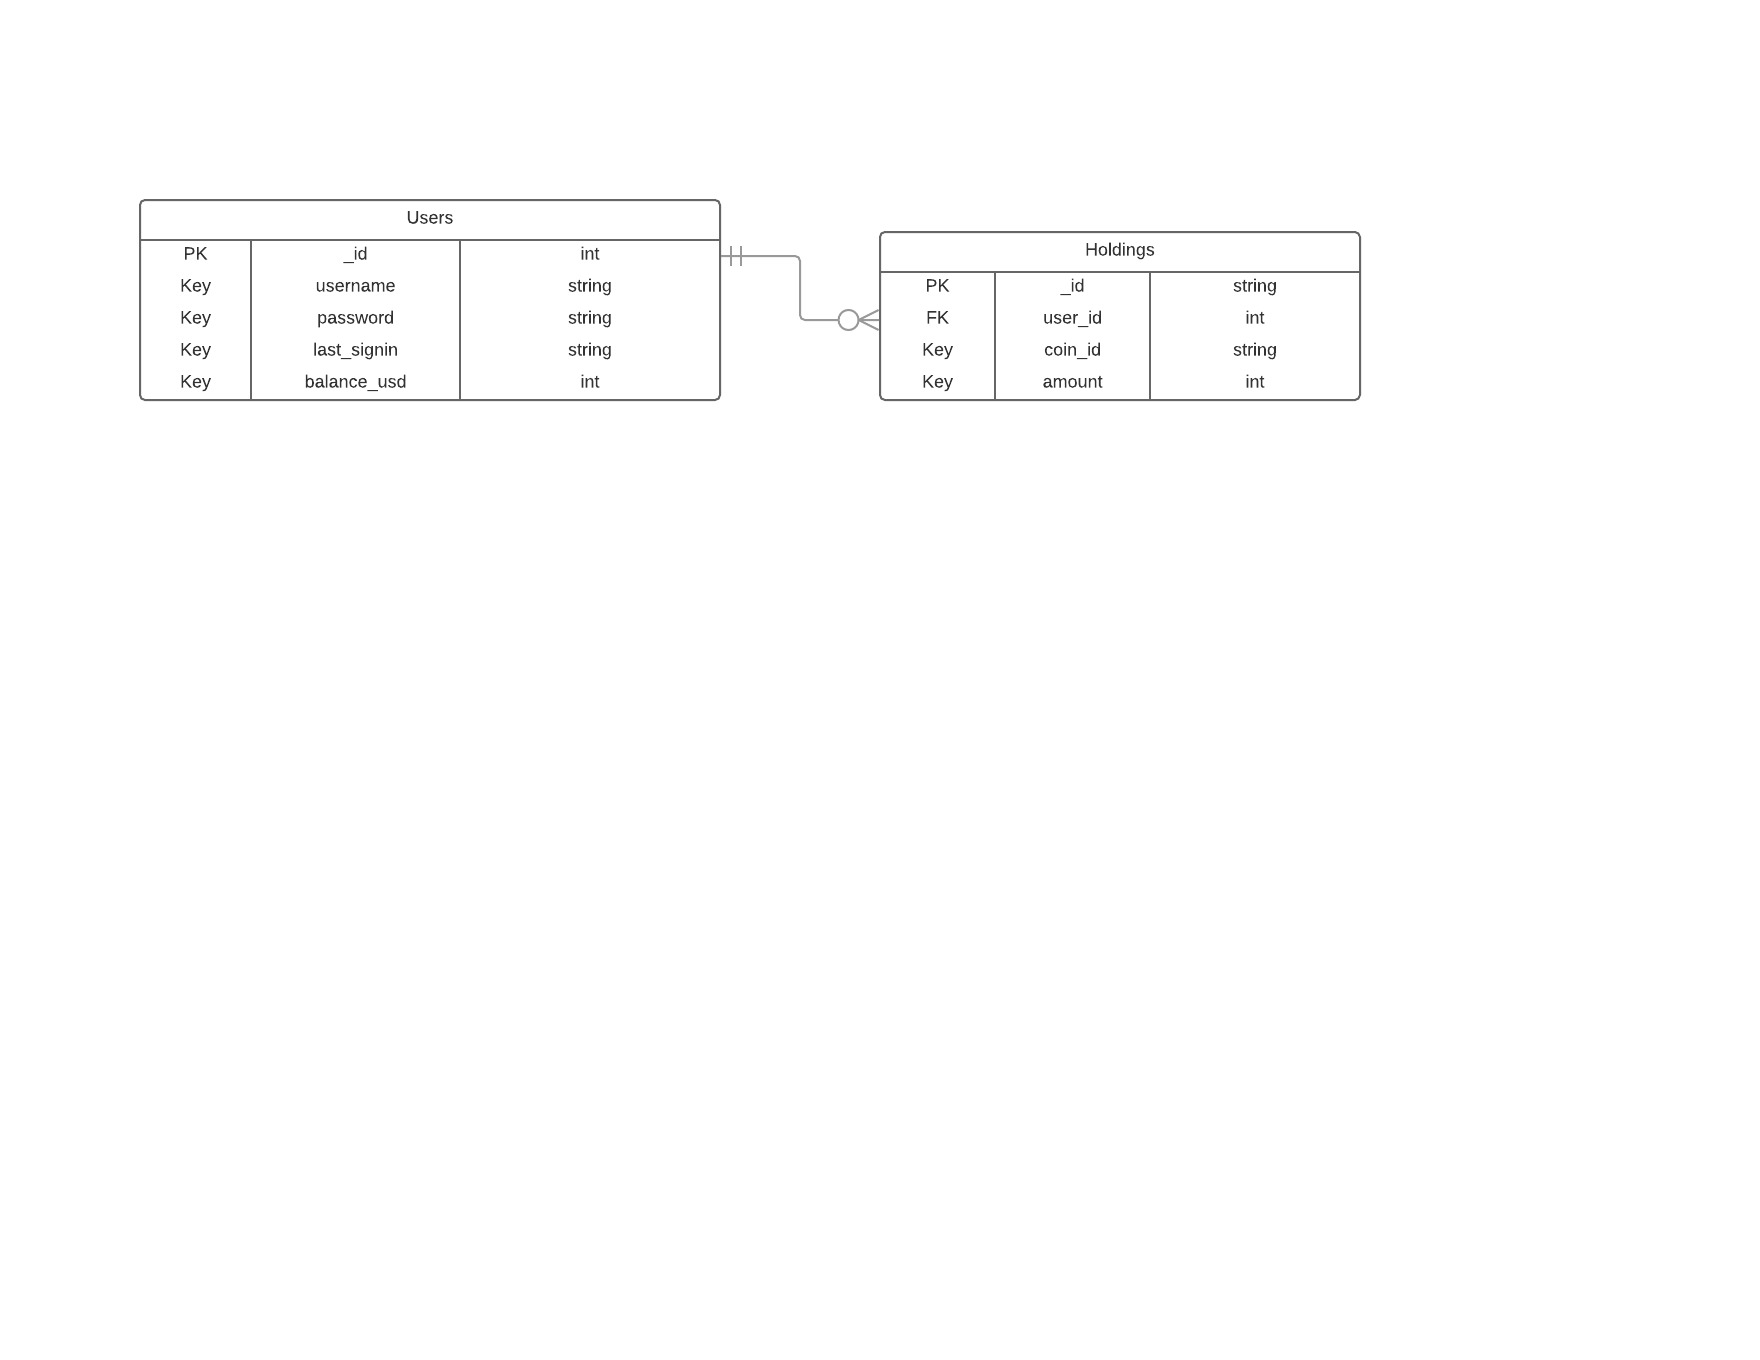 Users
PK _id int
Key username string
Key password string
Key last_signin string
Key balance_usd int
Holdings
PK _id string
FK user_id int
Key coin_id string
Key amount int